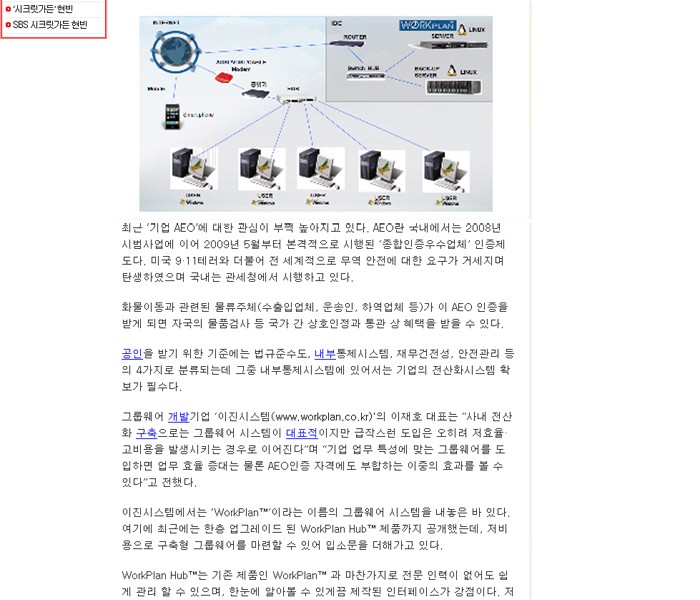 '시크릿가든' 현빈
SBS 시크릿가든 현빈
INTERNET
IDC
WORKPLAN
ROUTER
SERVER
LINUX
Switch HUB
BACK-UP
SERVER
LINUX
Modem
공유기
HUB
Mobile
Smartphone
USER
Windows
USER
Windows
USER
Windows
USER
Windows
USER
Windows
최근 '기업 AEO'에 대한 관심이 부쩍 높아지고 있다. AEO란 국내에서는 2008년
시범사업에 이어 2009년 5월부터 본격적으로 시행된 '종합인증우수업체' 인증제
도다. 미국 9·11테러와 더불어 전 세계적으로 무역 안전에 대한 요구가 거세지며
탄생하였으며 국내는 관세청에서 시행하고 있다.
화물이동과 관련된 물류주체(수출입업체, 운송인, 하역업체 등)가 이 AEO 인증을
받게 되면 자국의 물품검사 등 국가 간 상호인정과 통관 상 혜택을 받을 수 있다.
공인을 받기 위한 기준에는 법규준수도, 내부통제시스템, 재무건전성, 안전관리 등
의 4가지로 분류되는데 그중 내부통제시스템에 있어서는 기업의 전산화시스템 확
보가 필수다.
그룹웨어 개발기업 '이진시스템(www.workplan.co.kr)'의 이재호 대표는 "사내 전산
화 구축으로는 그룹웨어 시스템이 대표적이지만 급작스런 도입은 오히려 저효율·
고비용을 발생시키는 경우로 이어진다"며 "기업 업무 특성에 맞는 그룹웨어를 도
입하면 업무 효율 증대는 물론 AEO인증 자격에도 부합하는 이중의 효과를 볼 수
있다"고 전했다.
이진시스템에서는 'WorkPlan™'이라는 이름의 그룹웨어 시스템을 내놓은 바 있다.
여기에 최근에는 한층 업그레이드 된 WorkPlan Hub™ 제품까지 공개했는데, 저비
용으로 구축형 그룹웨어를 마련할 수 있어 입소문을 더해가고 있다.
WorkPlan Hub™는 기존 제품인 WorkPlan™ 과 마찬가지로 전문 인력이 없어도 쉽
게 관리 할 수 있으며, 한눈에 알아볼 수 있게끔 제작된 인터페이스가 강점이다. 저